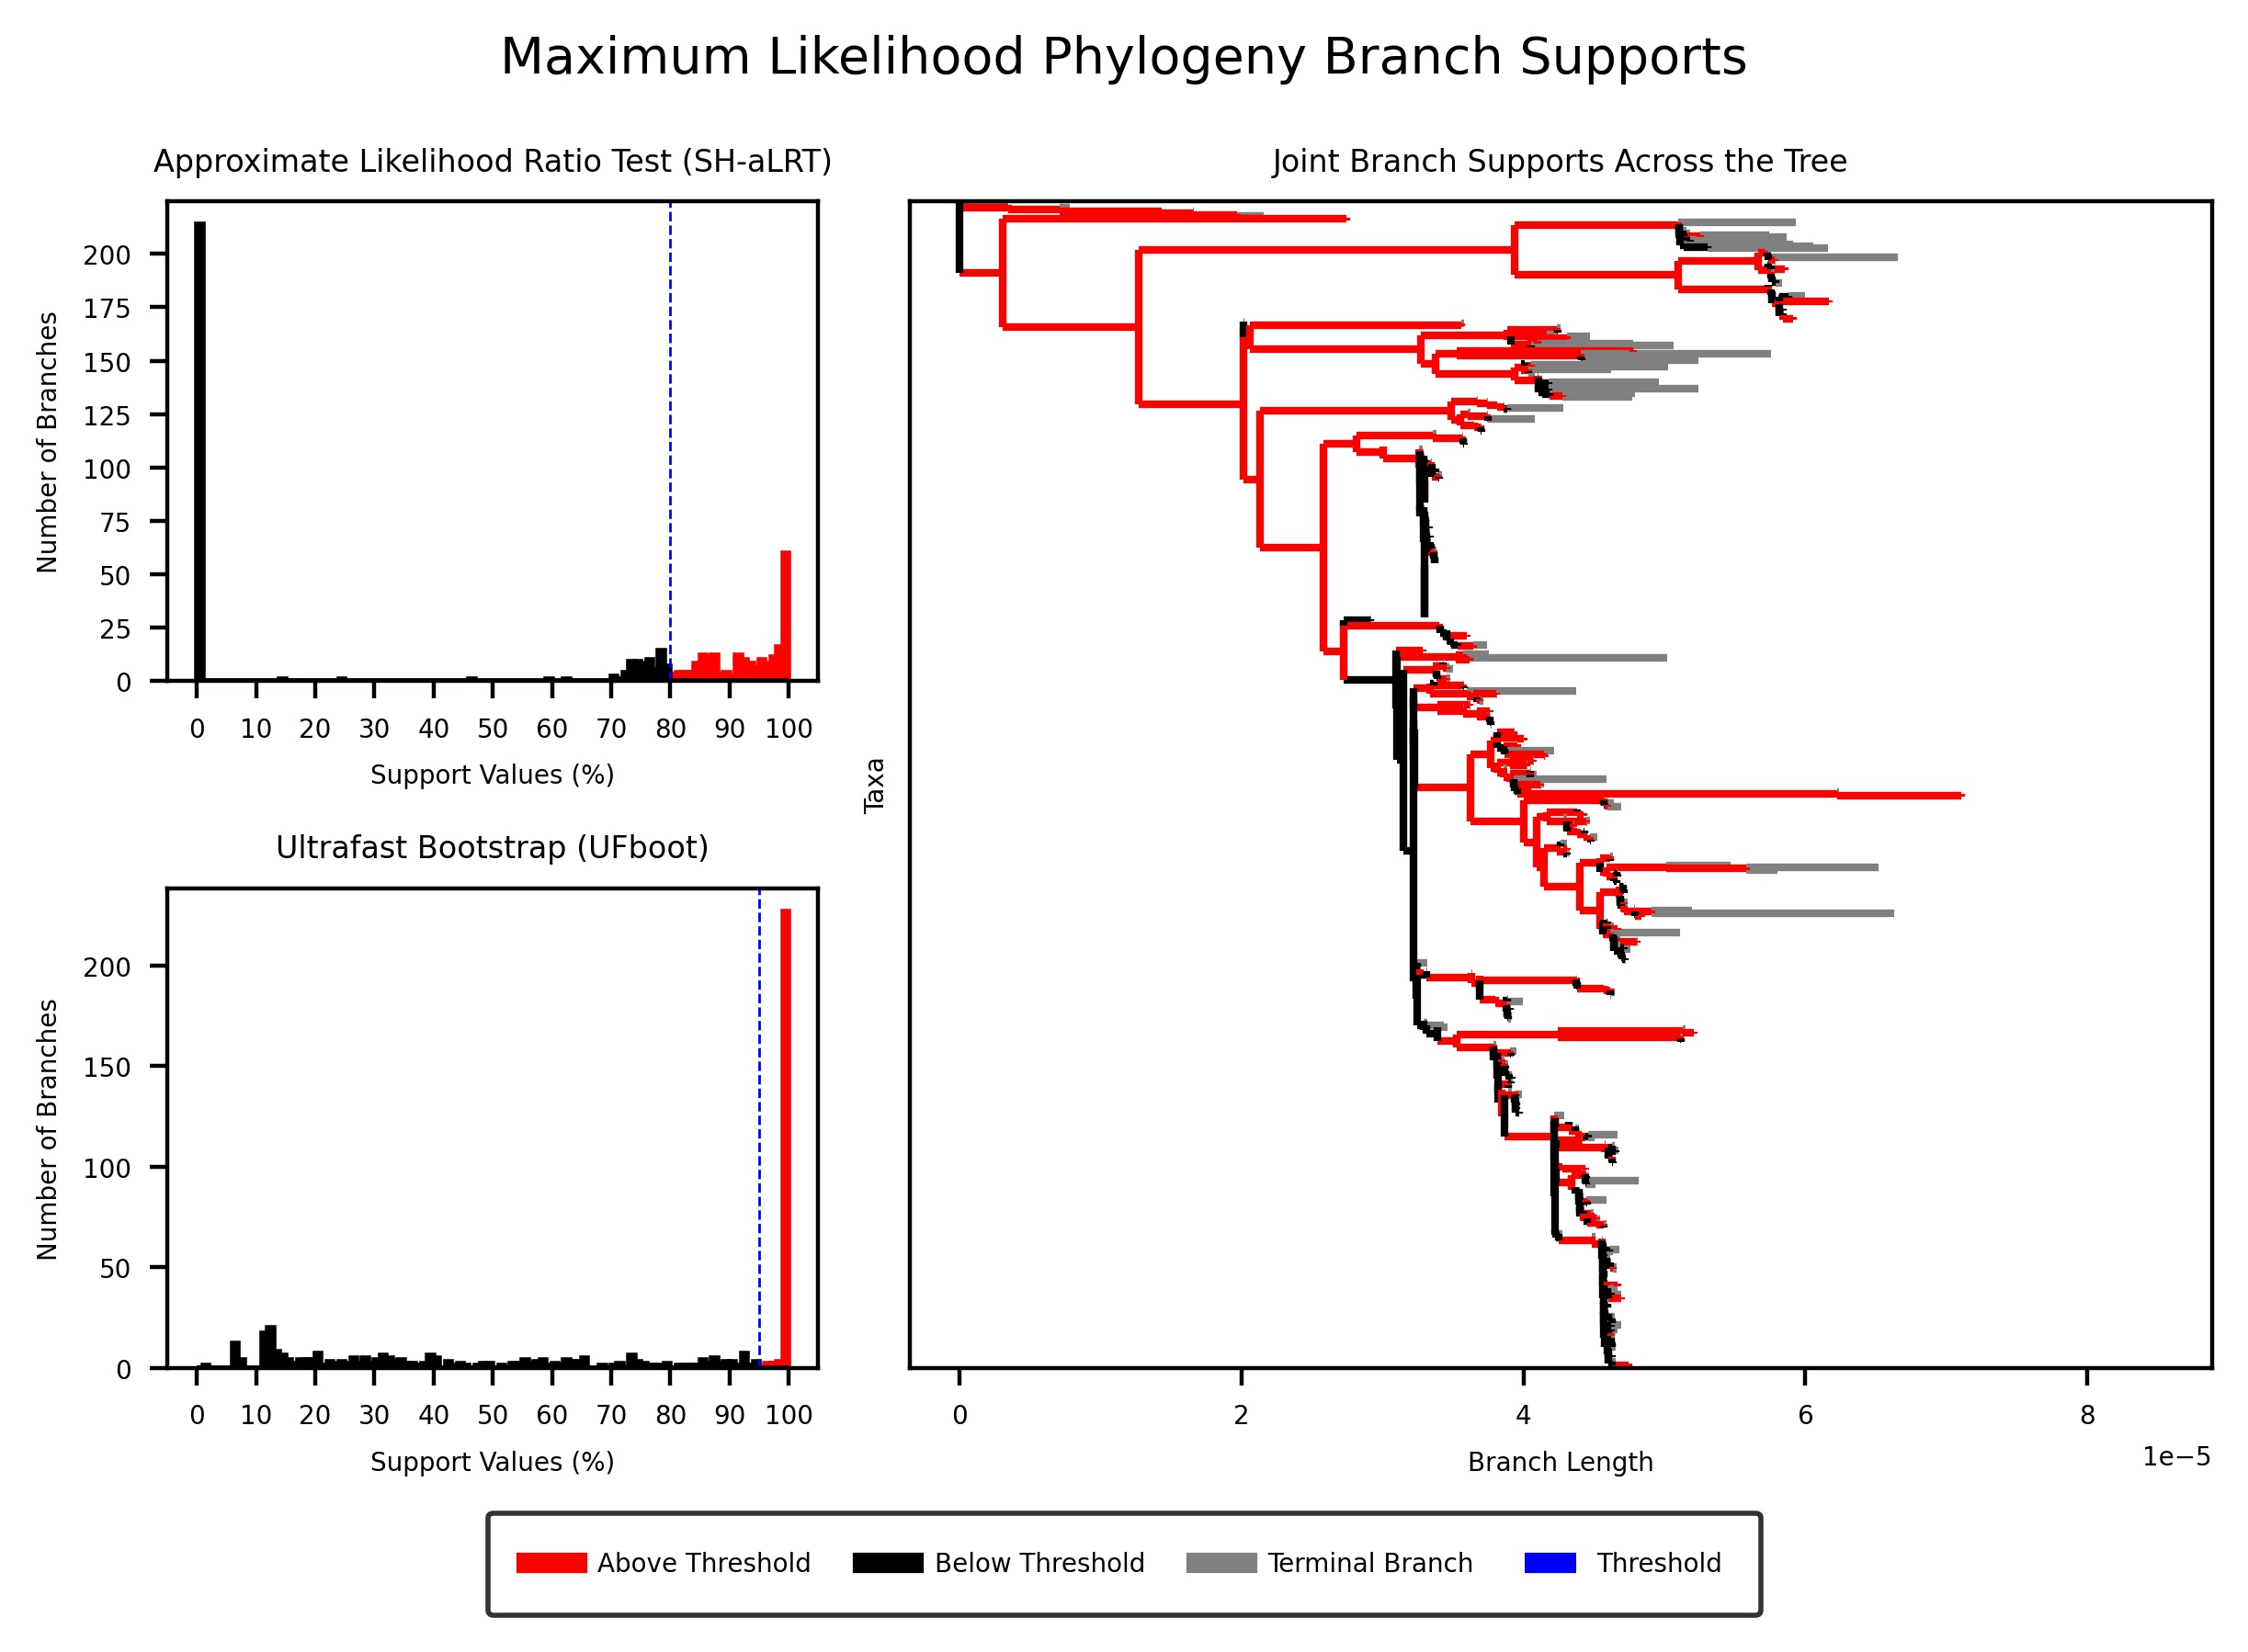 Maximum Likelihood Phylogeny Branch Supports
Approximate Likelihood Ratio Test (SH-aLRT)
Number of Branches
200
175
150
125
100
75
50
25
0
0 10 20 30 40 50 60 70 80 90 100
Support Values (%)
Ultrafast Bootstrap (UFboot)
Number of Branches
200
150
100
50
0
0 10 20 30 40 50 60 70 80 90 100
Support Values (%)
Joint Branch Supports Across the Tree
Taxa
0 2 4 6 8
1e−5
Branch Length
Above Threshold Below Threshold Terminal Branch Threshold